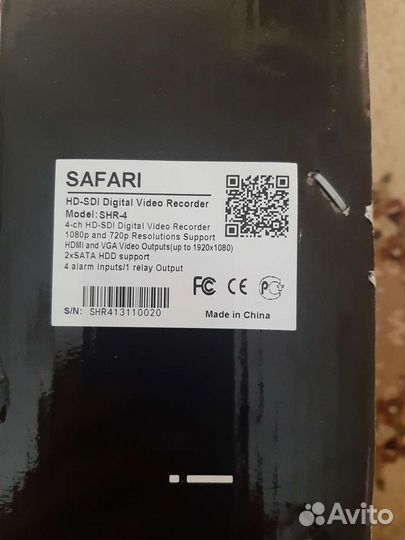 SAFARI
HD-SDI Digital Video Recorder
Model: SHR-4
4-ch HD-SDI Digital Video Recorder
1080p and 720p Resolutions Support
HDMI and VGA Video Outputs(up to 1920x1080)
2xSATA HDD support
4 alarm Inputs/1 relay Output
FC CE PC
S/N: SHR413110020
Made in China
Avito